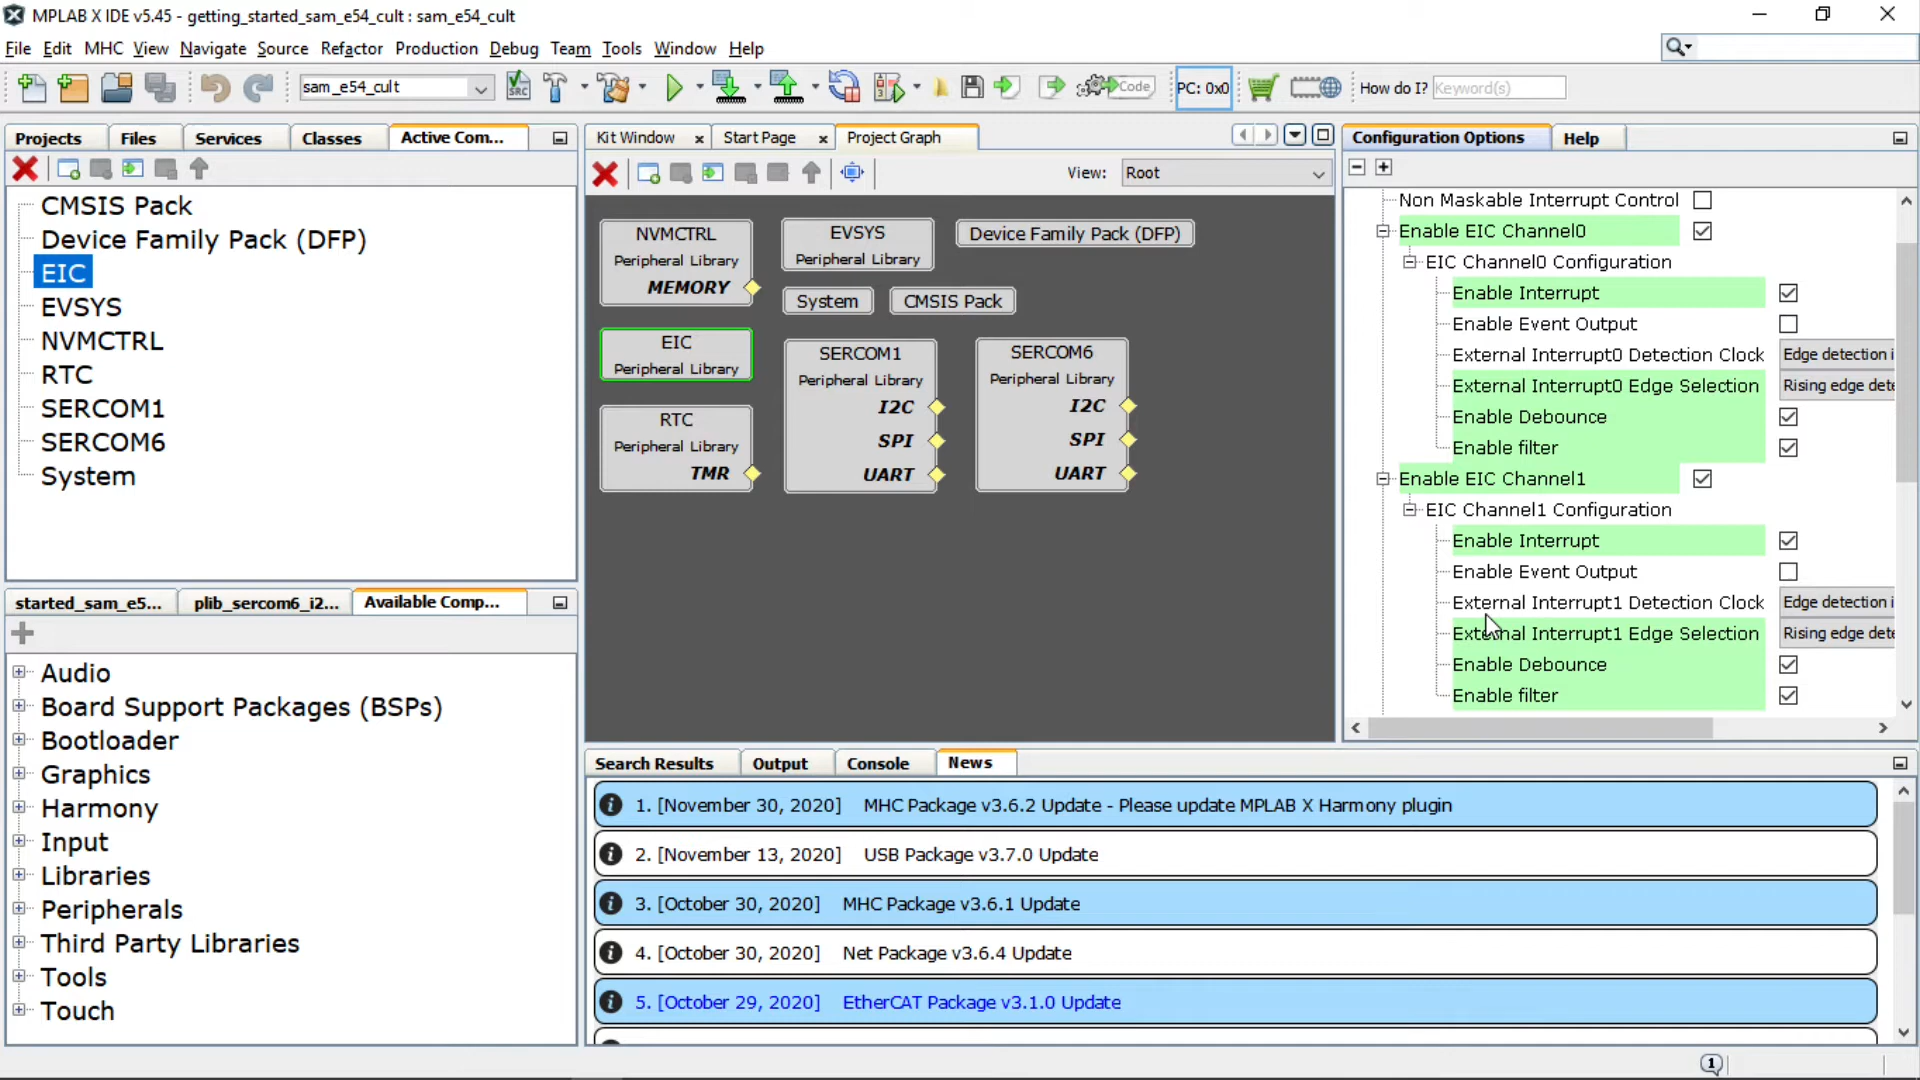 MPLAB X IDE v5.45 - getting_started_sam_e54_cult : sam_e54_cult
File Edit MHC View Navigate Source Refactor Production Debug Team Tools Window Help
sam_e54_cult
SRC
Code
PC: 0x0
How do I? Keyword(s)
Projects Files Services Classes Active Com...
CMSIS Pack
Device Family Pack (DFP)
EIC
EVSYS
NVMCTRL
RTC
SERCOM1
SERCOM6
System
started_sam_e5... plib_sercom6_i2... Available Comp...
Audio
Board Support Packages (BSPs)
Bootloader
Graphics
Harmony
Input
Libraries
Peripherals
Third Party Libraries
Tools
Touch
Kit Window x Start Page x Project Graph
View: Root
NVMCTRL
Peripheral Library
MEMORY
EVSYS
Peripheral Library
Device Family Pack (DFP)
System
CMSIS Pack
EIC
Peripheral Library
RTC
Peripheral Library
TMR
SERCOM1
Peripheral Library
I2C
SPI
UART
SERCOM6
Peripheral Library
I2C
SPI
UART
Configuration Options Help
Non Maskable Interrupt Control
Enable EIC Channel0
EIC Channel0 Configuration
Enable Interrupt
Enable Event Output
External Interrupt0 Detection Clock Edge detection i
External Interrupt0 Edge Selection Rising edge dete
Enable Debounce
Enable filter
Enable EIC Channel1
EIC Channel1 Configuration
Enable Interrupt
Enable Event Output
External Interrupt1 Detection Clock Edge detection i
External Interrupt1 Edge Selection Rising edge dete
Enable Debounce
Enable filter
Search Results Output Console News
1. [November 30, 2020] MHC Package v3.6.2 Update - Please update MPLAB X Harmony plugin
2. [November 13, 2020] USB Package v3.7.0 Update
3. [October 30, 2020] MHC Package v3.6.1 Update
4. [October 30, 2020] Net Package v3.6.4 Update
5. [October 29, 2020] EtherCAT Package v3.1.0 Update
1